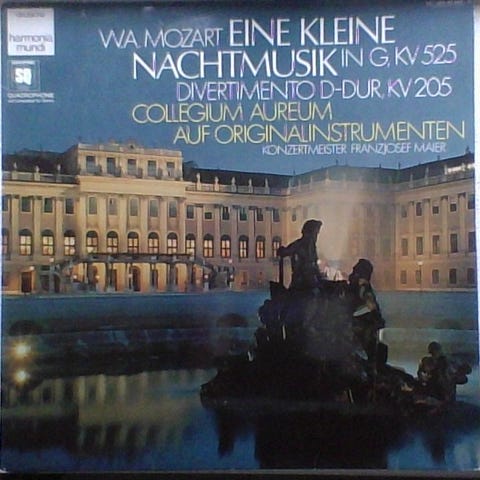 harmonia
mundi
SQ
QUADROPHONIE
W.A. MOZART EINE KLEINE
NACHTMUSIK IN G, KV 525
DIVERTIMENTO D-DUR, KV 205
COLLEGIUM AUREUM
AUF ORIGINALINSTRUMENTEN
KONZERTMEISTER FRANZJOSEF MAIER